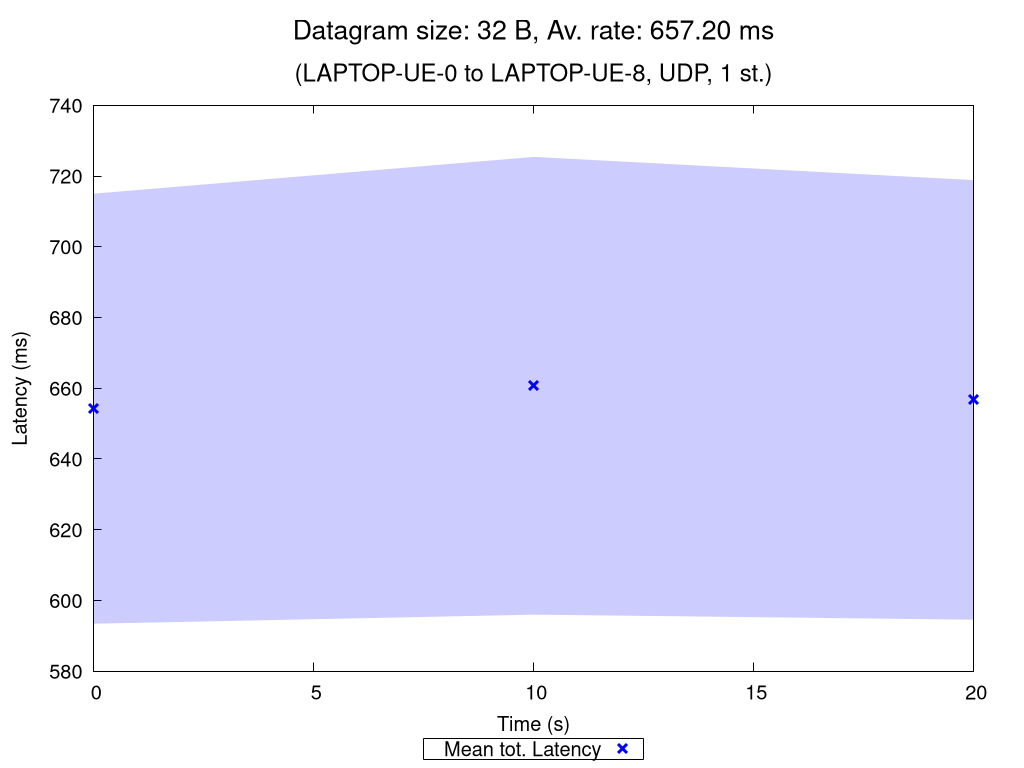 Datagram size: 32 B, Av. rate: 657.20 ms
(LAPTOP-UE-0 to LAPTOP-UE-8, UDP, 1 st.)
740
720
700
680
660
640
620
600
580
Latency (ms)
0 5 10 15 20
Time (s)
Mean tot. Latency